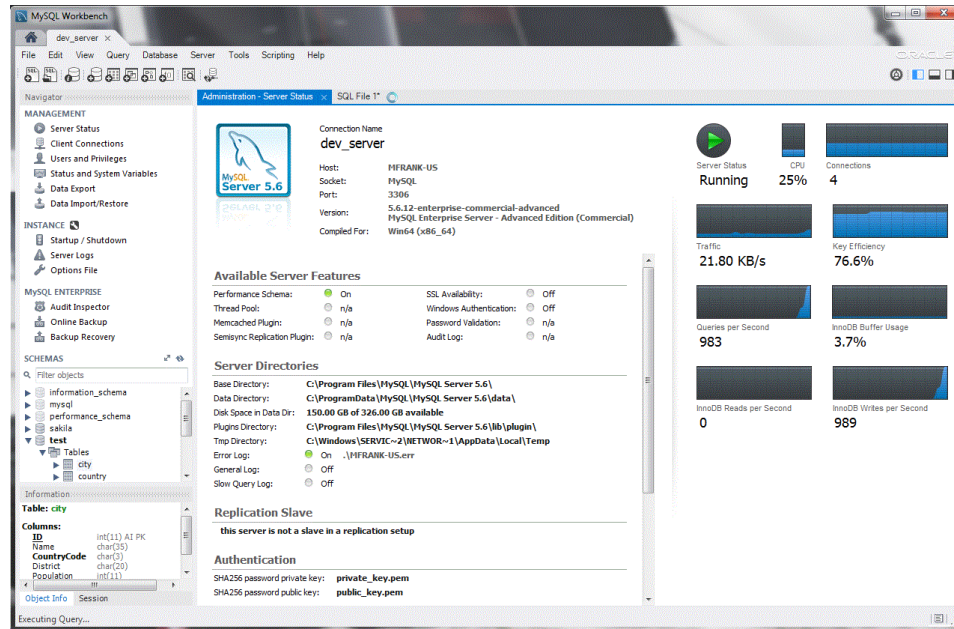 MySQL Workbench
dev_server
File Edit View Query Database Server Tools Scripting Help
ORACLE
Navigator
MANAGEMENT
Server Status
Client Connections
Users and Privileges
Status and System Variables
Data Export
Data Import/Restore
INSTANCE
Startup / Shutdown
Server Logs
Options File
MySQL ENTERPRISE
Audit Inspector
Online Backup
Backup Recovery
SCHEMAS
Filter objects
information_schema
mysql
performance_schema
sakila
test
Tables
city
country
Information
Table: city
Columns:
ID int(11) AI PK
Name char(35)
CountryCode char(3)
District char(20)
Population int(11)
Object Info Session
Executing Query...
Administration - Server Status × SQL File 1*
MySQL
Server 5.6
Connection Name
dev_server
Host: MFRANK-US
Socket: MySQL
Port: 3306
Version: 5.6.12-enterprise-commercial-advanced
MySQL Enterprise Server - Advanced Edition (Commercial)
Compiled For: Win64 (x86_64)
Available Server Features
Performance Schema: On SSL Availability: Off
Thread Pool: n/a Windows Authentication: Off
Memcached Plugin: n/a Password Validation: n/a
Semisync Replication Plugin: n/a Audit Log: n/a
Server Directories
Base Directory: C:\Program Files\MySQL\MySQL Server 5.6\
Data Directory: C:\ProgramData\MySQL\MySQL Server 5.6\data\
Disk Space in Data Dir: 150.00 GB of 326.00 GB available
Plugins Directory: C:\Program Files\MySQL\MySQL Server 5.6\lib\plugin\
Tmp Directory: C:\Windows\SERVIC~2\NETWOR~1\AppData\Local\Temp
Error Log: On .\MFRANK-US.err
General Log: Off
Slow Query Log: Off
Replication Slave
this server is not a slave in a replication setup
Authentication
SHA256 password private key: private_key.pem
SHA256 password public key: public_key.pem
Server Status CPU Connections
Running 25% 4
Traffic Key Efficiency
21.80 KB/s 76.6%
Queries per Second InnoDB Buffer Usage
983 3.7%
InnoDB Reads per Second InnoDB Writes per Second
0 989